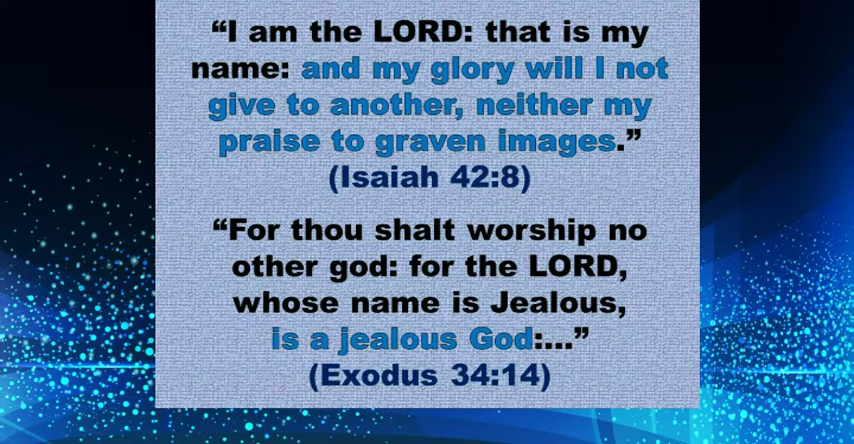 “I am the LORD: that is my
name: and my glory will I not
give to another, neither my
praise to graven images.”
(Isaiah 42:8)
“For thou shalt worship no
other god: for the LORD,
whose name is Jealous,
is a jealous God:...”
(Exodus 34:14)